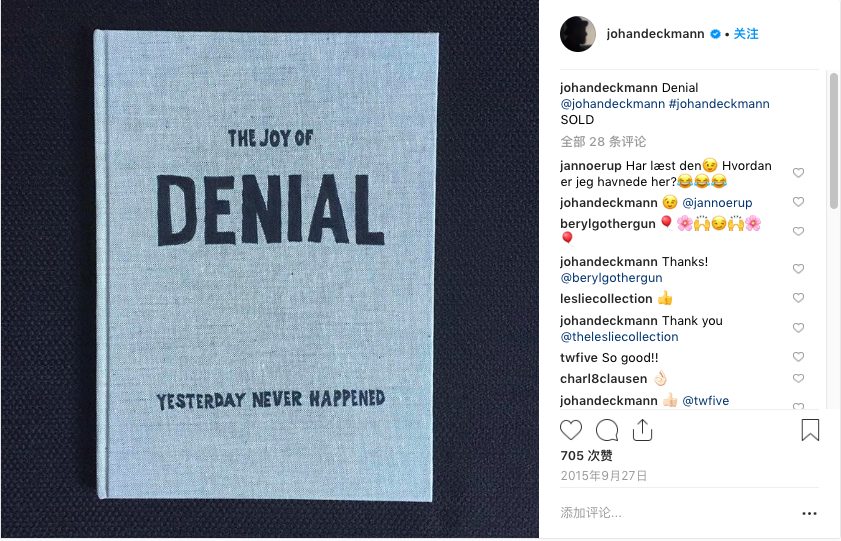 THE JOY OF
DENIAL
YESTERDAY NEVER HAPPENED
johandeckmann • 关注
johandeckmann Denial
@johandeckmann #johandeckmann
SOLD
全部 28 条评论
jannoerup Har læst den😉 Hvordan
er jeg havnede her?😂😂😂
johandeckmann 😉 @jannoerup
berylgothergun 🎈 🌸🙌😏🙌🌸
🎈
johandeckmann Thanks!
@berylgothergun
lesliecollection 👍
johandeckmann Thank you
@thelesliecollection
twfive So good!!
charl8clausen 👌🏻
johandeckmann 👍🏻 @twfive
705 次赞
2015年9月27日
添加评论...